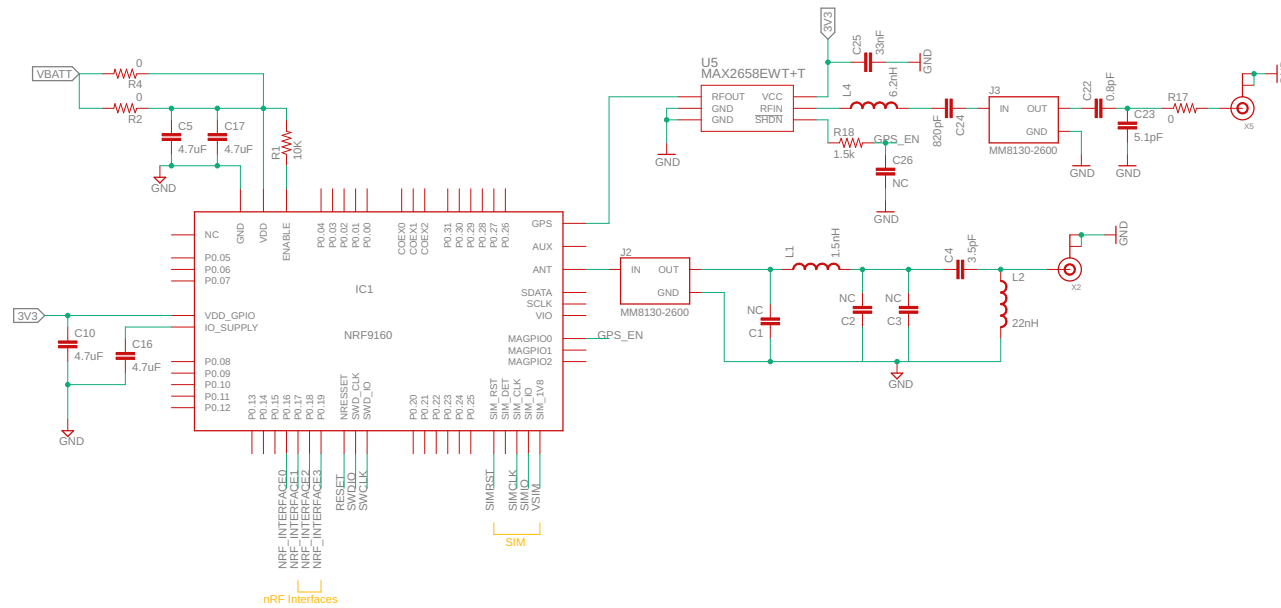 3V3
C25
33nF
GND
VBATT
0
R4
0
R2
C5
4.7uF
C17
4.7uF
R1
10K
GND
U5
MAX2658EWT+T
RFOUT
GND
GND
VCC
RFIN
SHDN
GND
L4
6.2nH
820pF
C24
J3
IN
OUT
GND
MM8130-2600
GND
C22
0.8pF
C23
5.1pF
GND
R17
0
X5
R18
1.5k
GPS_EN
C26
NC
GND
NC
P0.05
P0.06
P0.07
VDD_GPIO
IO_SUPPLY
P0.08
P0.09
P0.10
P0.11
P0.12
GND
VDD
ENABLE
P0.04
P0.03
P0.02
P0.01
P0.00
COEX0
COEX1
COEX2
P0.31
P0.30
P0.29
P0.28
P0.27
P0.26
IC1
NRF9160
GPS
AUX
ANT
SDATA
SCLK
VIO
MAGPIO0
MAGPIO1
MAGPIO2
GPS_EN
P0.13
P0.14
P0.15
P0.16
P0.17
P0.18
P0.19
NRESSET
SWD_CLK
SWD_IO
P0.20
P0.21
P0.22
P0.23
P0.24
P0.25
SIM_RST
SIM_DET
SIM_CLK
SIM_IO
SIM_1V8
3V3
C10
4.7uF
C16
4.7uF
GND
J2
IN
OUT
GND
MM8130-2600
L1
1.5nH
NC
C1
NC
C2
NC
C3
C4
3.5pF
L2
22nH
GND
X2
GND
NRF_INTERFACE0
NRF_INTERFACE1
NRF_INTERFACE2
NRF_INTERFACE3
RESET
SWDIO
SWCLK
SIMRST
SIMCLK
SIMIO
VSIM
SIM
nRF Interfaces